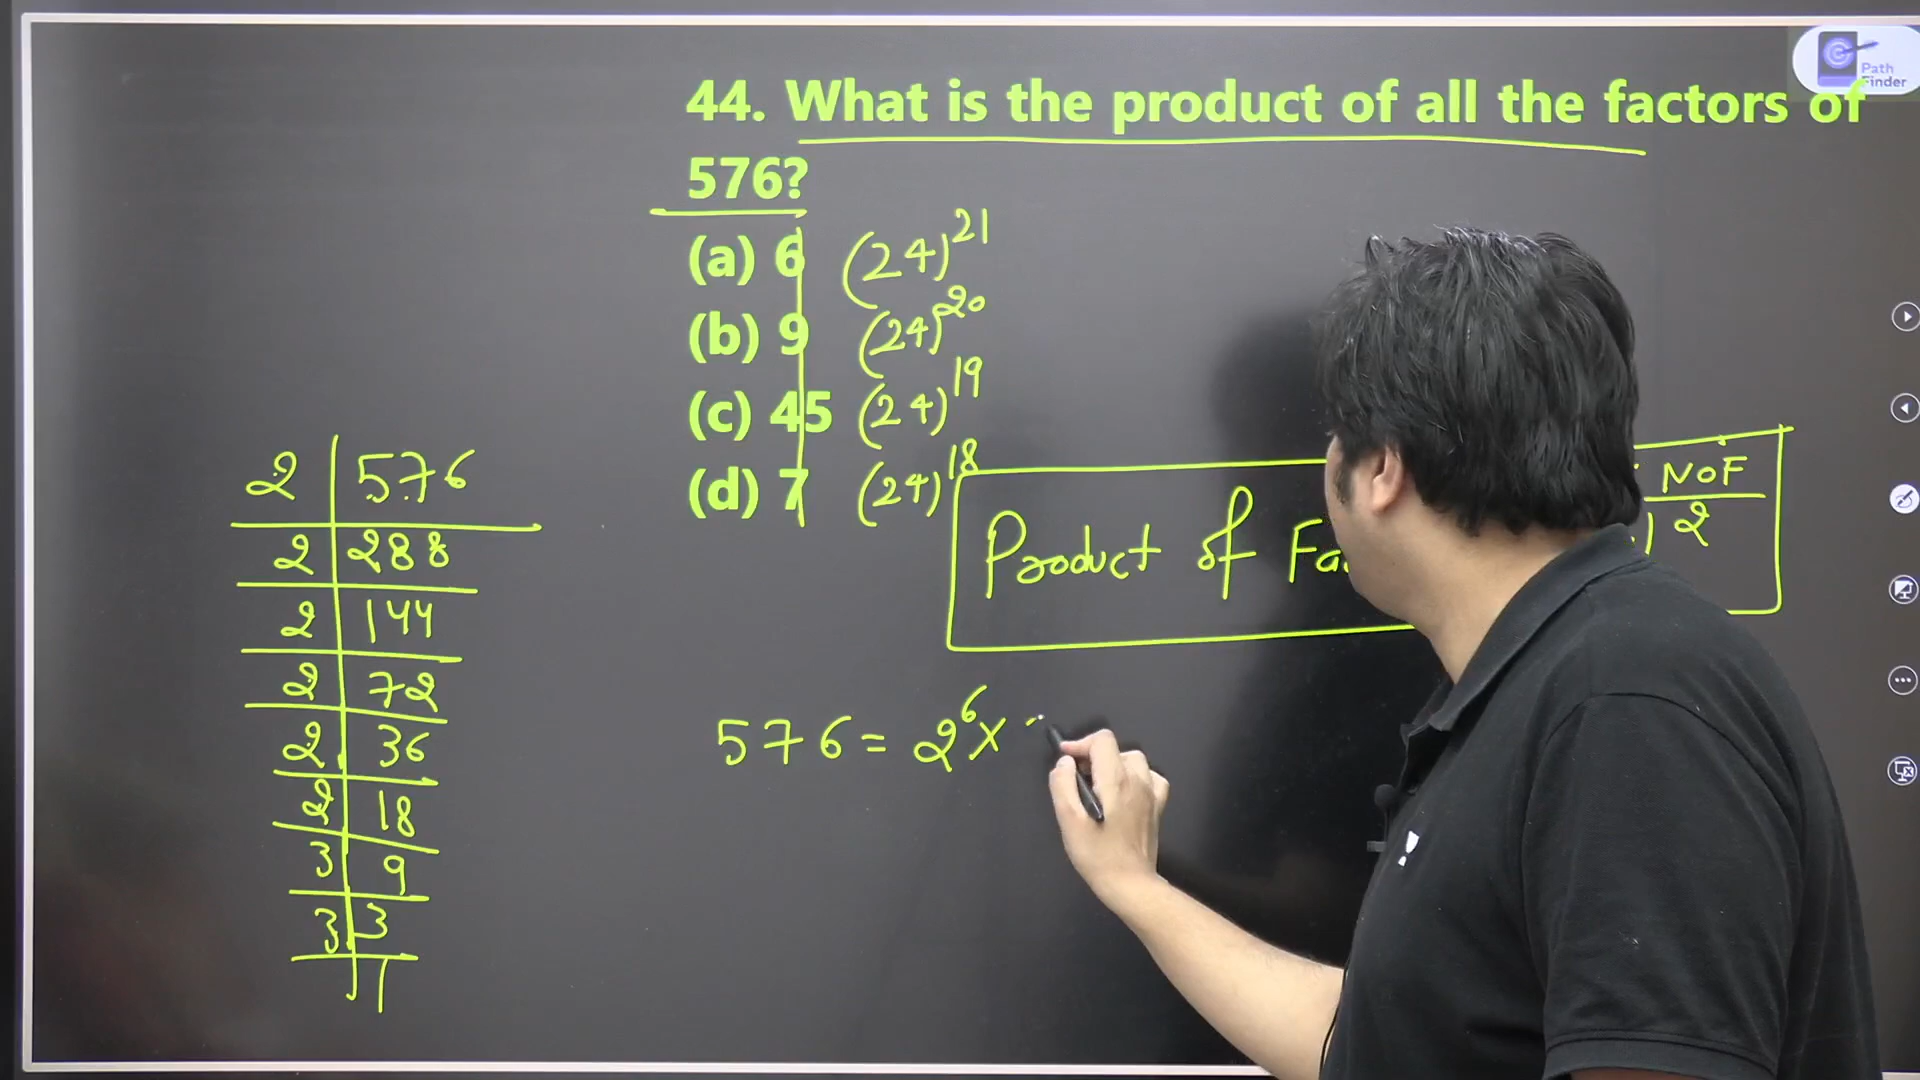 Path
Finder
44. What is the product of all the factors of
576?
(a) 6 (24)^21
(b) 9 (24)^20
(c) 45 (24)^19
(d) 7 (24)^18
2 | 576
2 | 288
2 | 144
2 | 72
2 | 36
2 | 18
3 | 9
3 | 3
1
Product of
NOF
2
576 = 2^6 x